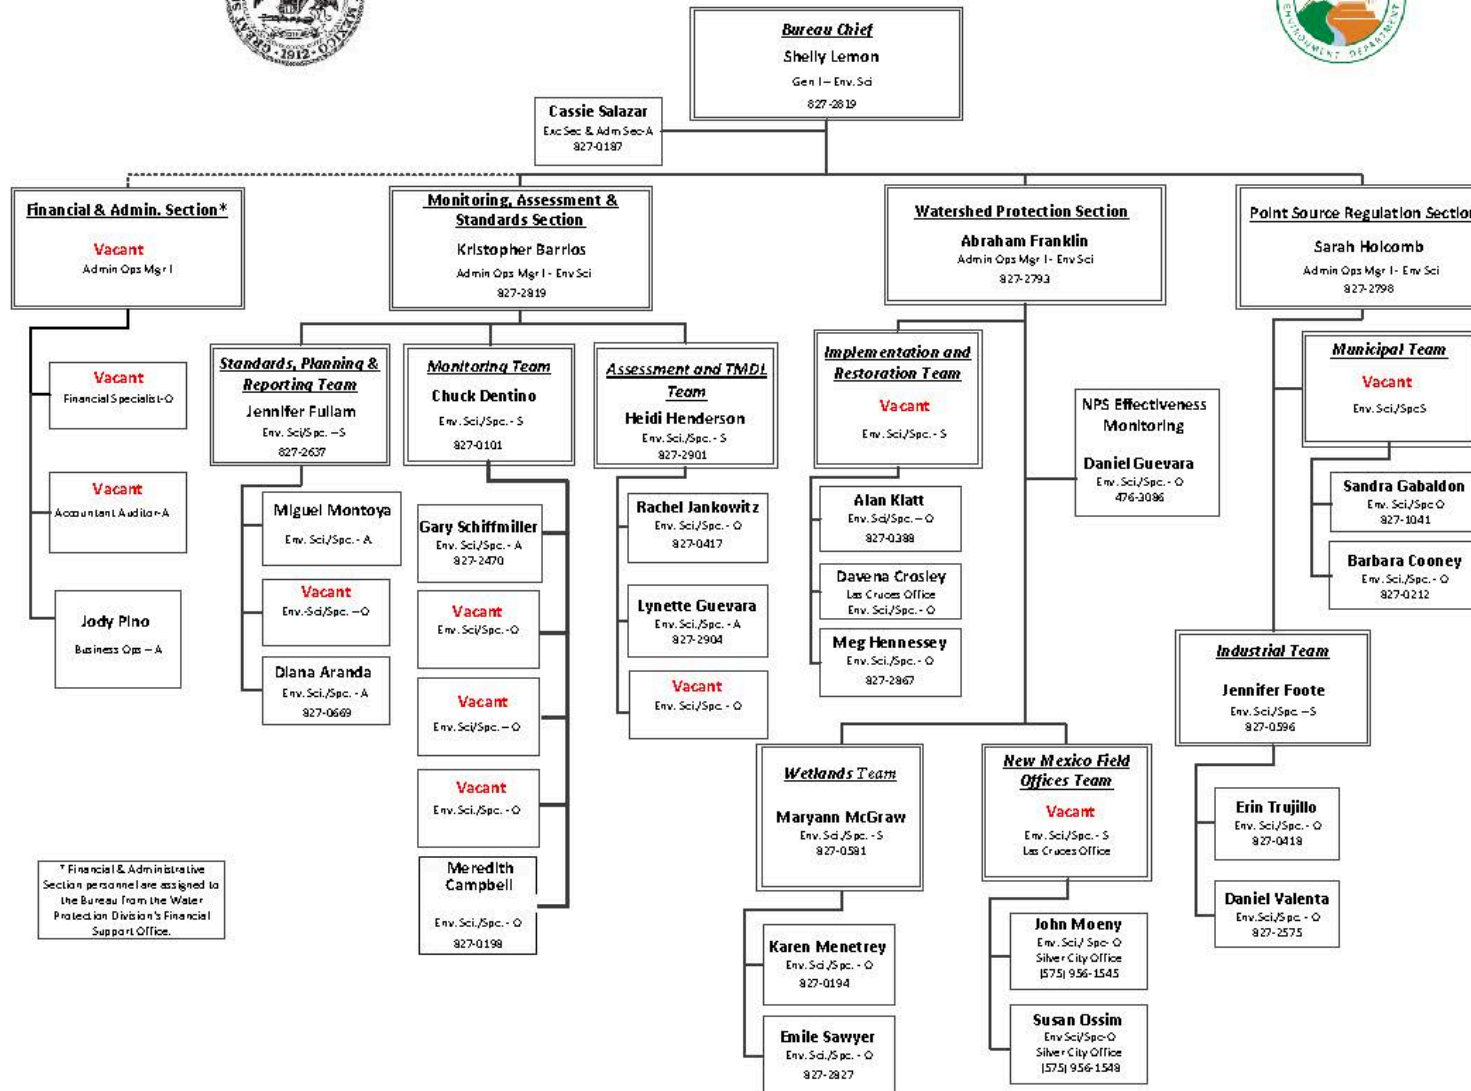 MEXICO
GREAT S
·1912·
ENVIRONMENT DEPARTMENT
Bureau Chief
Shelly Lemon
Gen I – Env. Sci
827-2819
Cassie Salazar
Exc Sec & Adm Sec-A
827-0187
Financial & Admin. Section*
Vacant
Admin Ops Mgr I
Monitoring, Assessment &
Standards Section
Kristopher Barrios
Admin Ops Mgr I - Env Sci
827-2819
Watershed Protection Section
Abraham Franklin
Admin Ops Mgr I - Env Sci
827-2793
Point Source Regulation Section
Sarah Holcomb
Admin Ops Mgr I - Env Sci
827-2798
Vacant
Financial Specialist-O
Vacant
Accountant Auditor-A
Jody Pino
Business Ops – A
Standards, Planning &
Reporting Team
Jennifer Fullam
Env. Sci/Spc. –S
827-2637
Miguel Montoya
Env. Sci./Spc. - A
Vacant
Env.-Sci/Spc. –O
Diana Aranda
Env. Sci./Spc. - A
827-0669
Monitoring Team
Chuck Dentino
Env. Sci./Spc. - S
827-0101
Gary Schiffmiller
Env. Sci./Spc. - A
827-2470
Vacant
Env. Sci/Spc. -O
Vacant
Env. Sci/Spc. – O
Vacant
Env. Sci./Spc. - O
Meredith
Campbell
Env. Sci./Spc. - O
827-0198
Assessment and TMDL
Team
Heidi Henderson
Env. Sci./Spc. - S
827-2901
Rachel Jankowitz
Env. Sci./Spc. - O
827-0417
Lynette Guevara
Env. Sci./Spc. - A
827-2904
Vacant
Env. Sci./Spc. - O
Implementation and
Restoration Team
Vacant
Env. Sci./Spc. - S
Alan Klatt
Env. Sci/Spc. – O
827-0388
Davena Crosley
Las Cruces Office
Env. Sci./Spc. - O
Meg Hennessey
Env. Sci./Spc. - O
827-2867
NPS Effectiveness
Monitoring
Daniel Guevara
Env. Sci./Spc. - O
476-3086
Wetlands Team
Maryann McGraw
Env. Sci./Spc. - S
827-0581
Karen Menetrey
Env. Sci./Spc. - O
827-0194
Emile Sawyer
Env. Sci./Spc. - O
827-2827
New Mexico Field
Offices Team
Vacant
Env. Sci./Spc. - S
Las Cruces Office
John Moeny
Env. Sci./ Spc- O
Silver City Office
(575) 956-1545
Susan Ossim
Env Sci/Spc-O
Silver City Office
(575) 956-1548
Municipal Team
Vacant
Env. Sci./SpcS
Sandra Gabaldon
Env. Sci./Spc O
827-1041
Barbara Cooney
Env. Sci./Spc. - O
827-0212
Industrial Team
Jennifer Foote
Env. Sci./Spc. –S
827-0596
Erin Trujillo
Env. Sci./Spc. - O
827-0418
Daniel Valenta
Env.Sci./Spc. - O
827-2575
* Financial & Administrative
Section personnel are assigned to
the Bureau from the Water
Protection Division's Financial
Support Office.